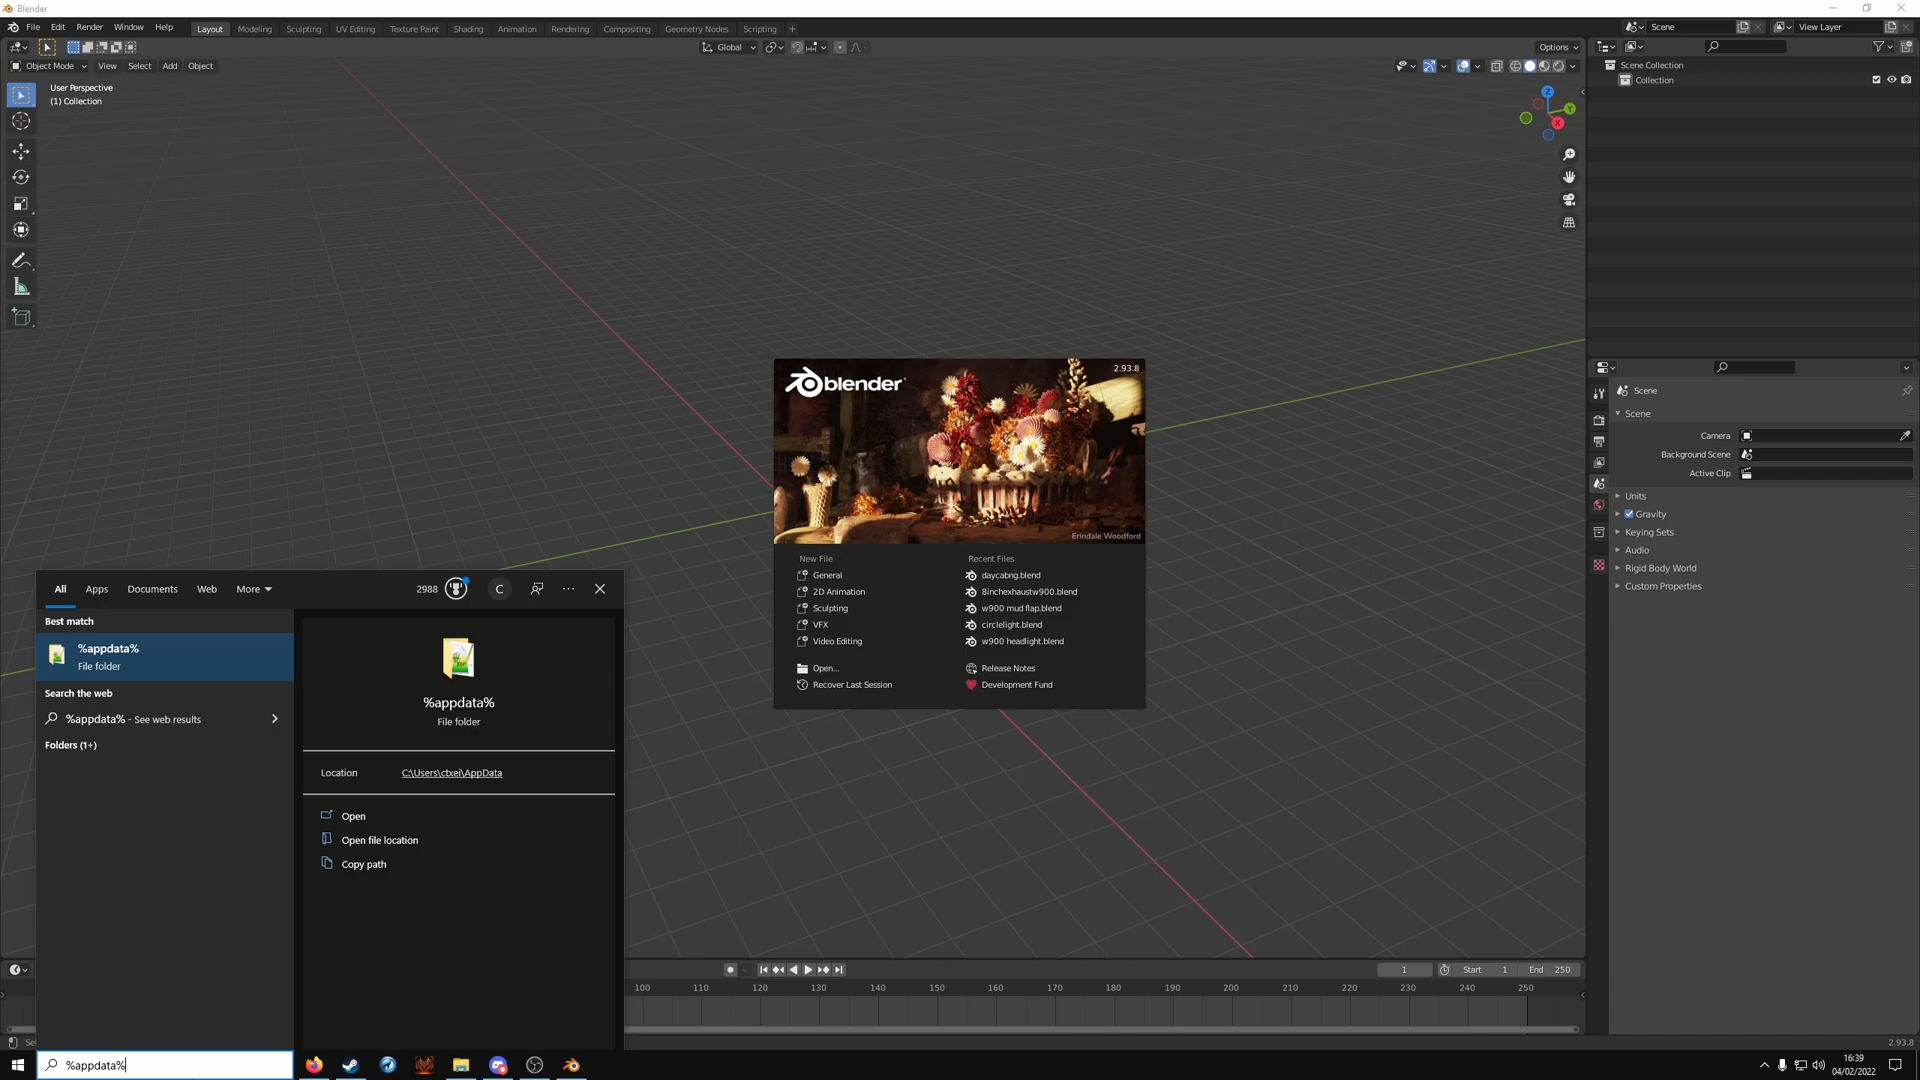 Blender
File Edit Render Window Help Layout Modeling Sculpting UV Editing Texture Paint Shading Animation Rendering Compositing Geometry Nodes Scripting +
Scene View Layer
Global Options
Object Mode View Select Add Object
User Perspective
(1) Collection
Z
Y
X
Scene Collection
Collection
Scene
Scene
Camera
Background Scene
Active Clip
Units
Gravity
Keying Sets
Audio
Rigid Body World
Custom Properties
blender
2.93.8
Erindale Woodford
New File
General
2D Animation
Sculpting
VFX
Video Editing
Open...
Recover Last Session
Recent Files
daycabng.blend
8inchexhaustw900.blend
w900 mud flap.blend
circlelight.blend
w900 headlight.blend
Release Notes
Development Fund
All Apps Documents Web More 2988 C
Best match
%appdata%
File folder
Search the web
%appdata% - See web results
Folders (1+)
%appdata%
File folder
Location C:\Users\ctxei\AppData
Open
Open file location
Copy path
1 Start 1 End 250
100 110 120 130 140 150 160 170 180 190 200 210 220 230 240 250
Se
2.93.8
%appdata%
16:39
04/02/2022